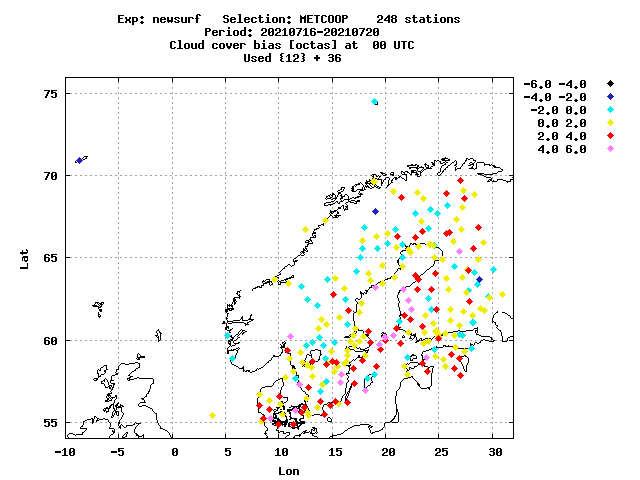 Exp: newsurf Selection: METCOOP 248 stations
Period: 20210716-20210720
Cloud cover bias [octas] at 00 UTC
Used {12} + 36
-6.0 -4.0
-4.0 -2.0
-2.0 0.0
0.0 2.0
2.0 4.0
4.0 6.0
75
70
65
60
55
Lat
-10 -5 0 5 10 15 20 25 30
Lon